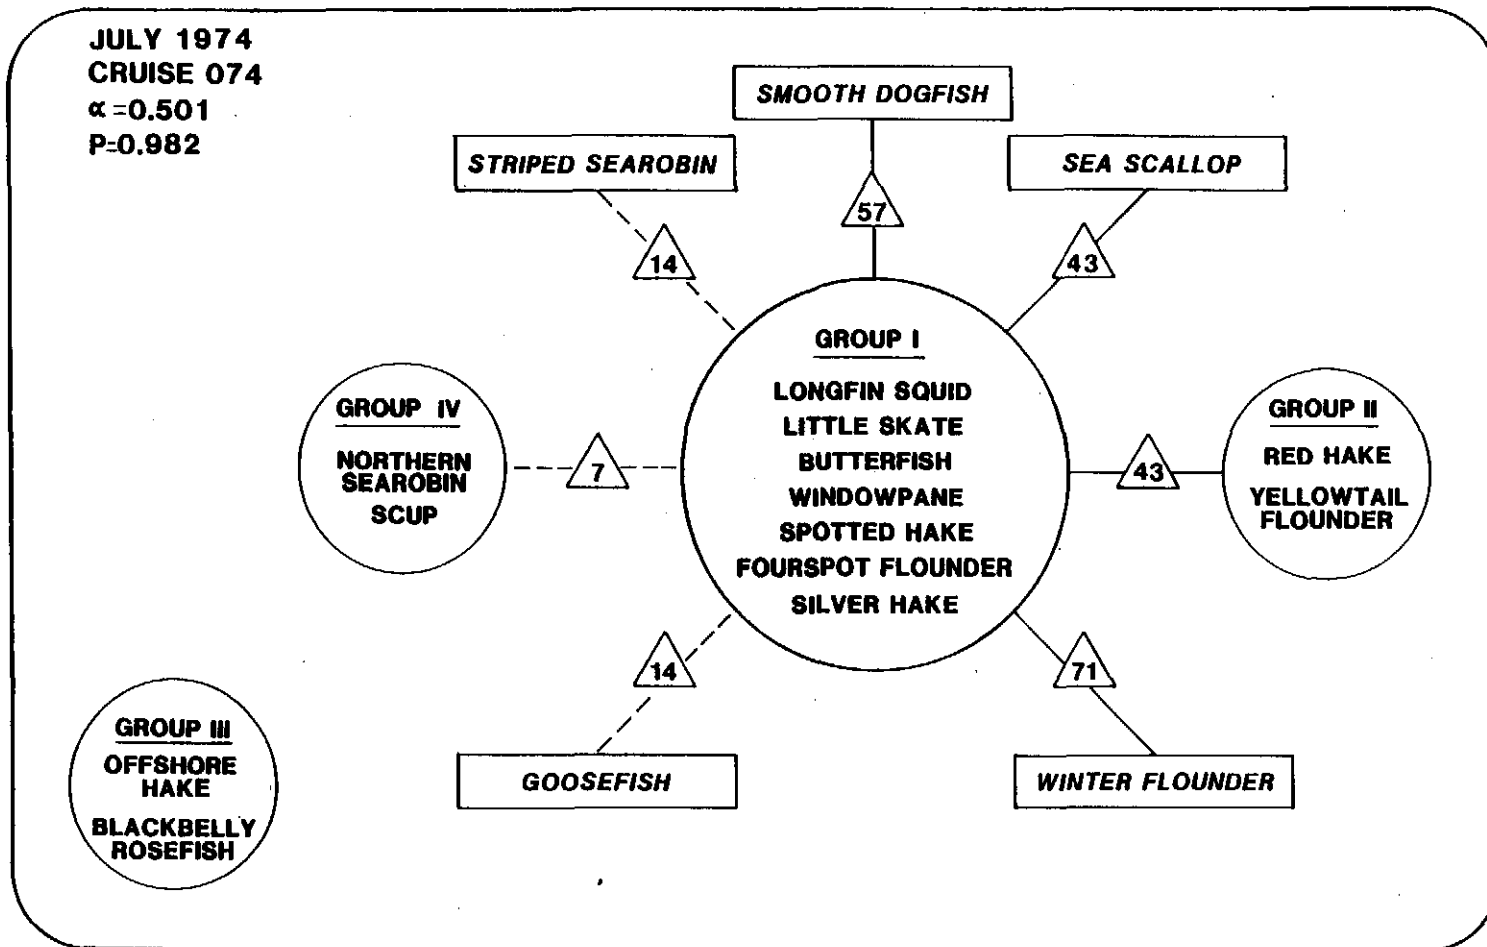 JULY 1974
CRUISE 074
α=0.501
P=0.982
SMOOTH DOGFISH
STRIPED SEAROBIN
SEA SCALLOP
57
14
43
GROUP I
LONGFIN SQUID
LITTLE SKATE
BUTTERFISH
WINDOWPANE
SPOTTED HAKE
FOURSPOT FLOUNDER
SILVER HAKE
GROUP IV
NORTHERN
SEAROBIN
SCUP
7
43
GROUP II
RED HAKE
YELLOWTAIL
FLOUNDER
14
71
GROUP III
OFFSHORE
HAKE
BLACKBELLY
ROSEFISH
GOOSEFISH
WINTER FLOUNDER